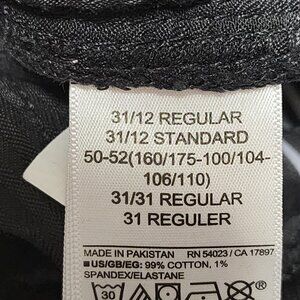 31/12 REGULAR
31/12 STANDARD
50-52(160/175-100/104-
106/110)
31/31 REGULAR
31 REGULER
MADE IN PAKISTAN RN 54023 / CA 17897
■US/GB/EG: 99% COTTON, 1%
SPANDEX/ELASTANE
30